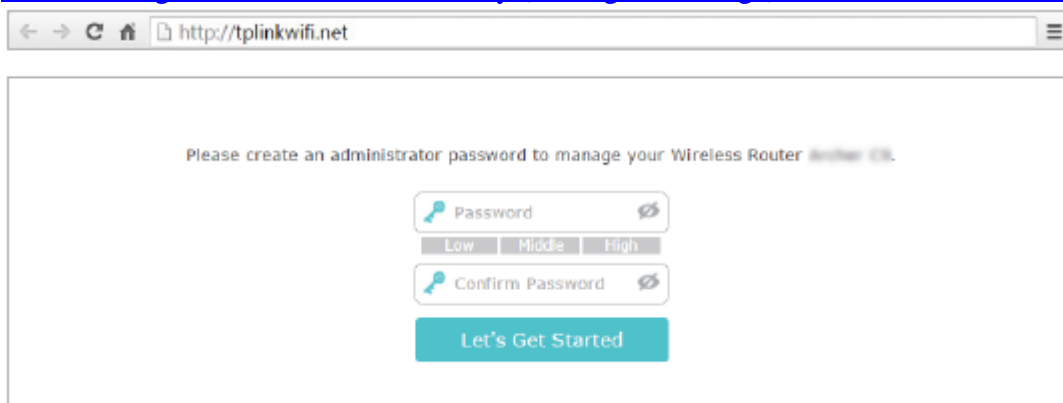 http://tplinkwifi.net
Please create an administrator password to manage your Wireless Router
Password
Low Middle High
Confirm Password
Let's Get Started